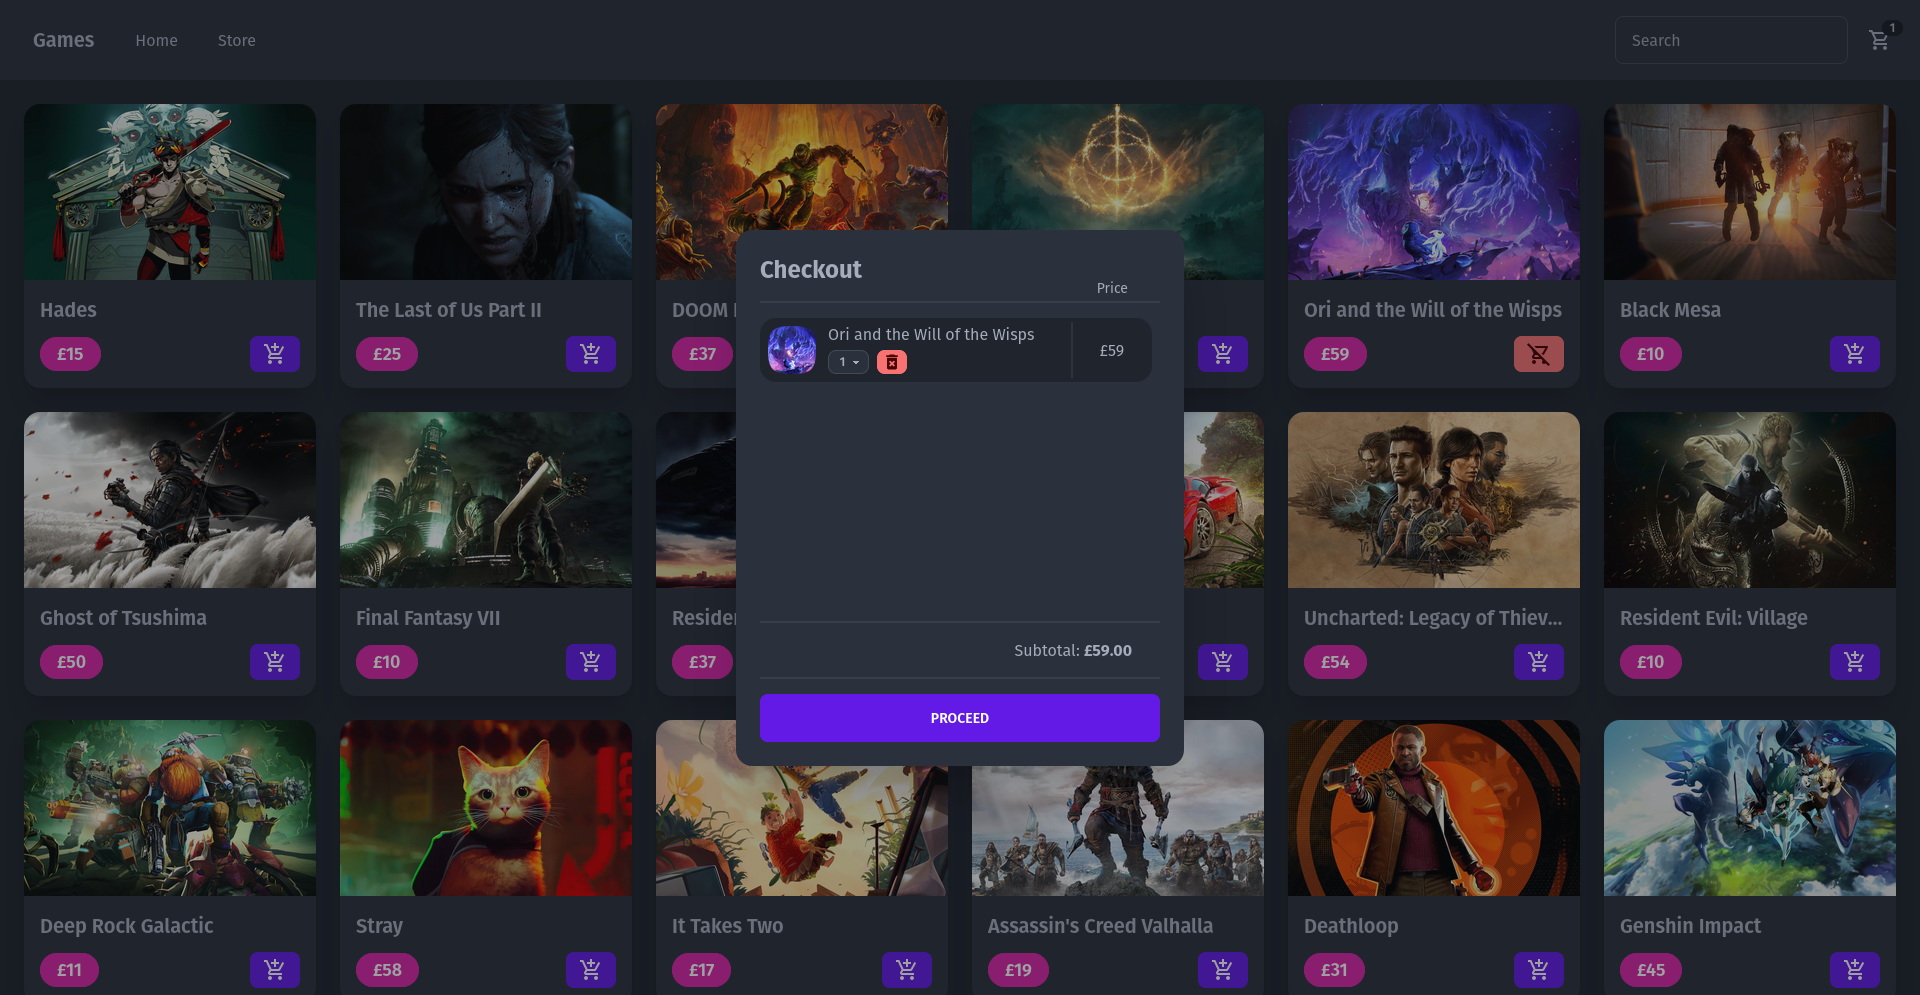 Games
Home
Store
Search
1
Hades
£15
The Last of Us Part II
£25
DOOM
£37
Ori and the Will of the Wisps
£59
Black Mesa
£10
Checkout
Price
Ori and the Will of the Wisps
1
£59
Subtotal: £59.00
PROCEED
Ghost of Tsushima
£50
Final Fantasy VII
£10
£37
Uncharted: Legacy of Thiev...
£54
Resident Evil: Village
£10
Deep Rock Galactic
£11
Stray
£58
It Takes Two
£17
Assassin's Creed Valhalla
£19
Deathloop
£31
Genshin Impact
£45